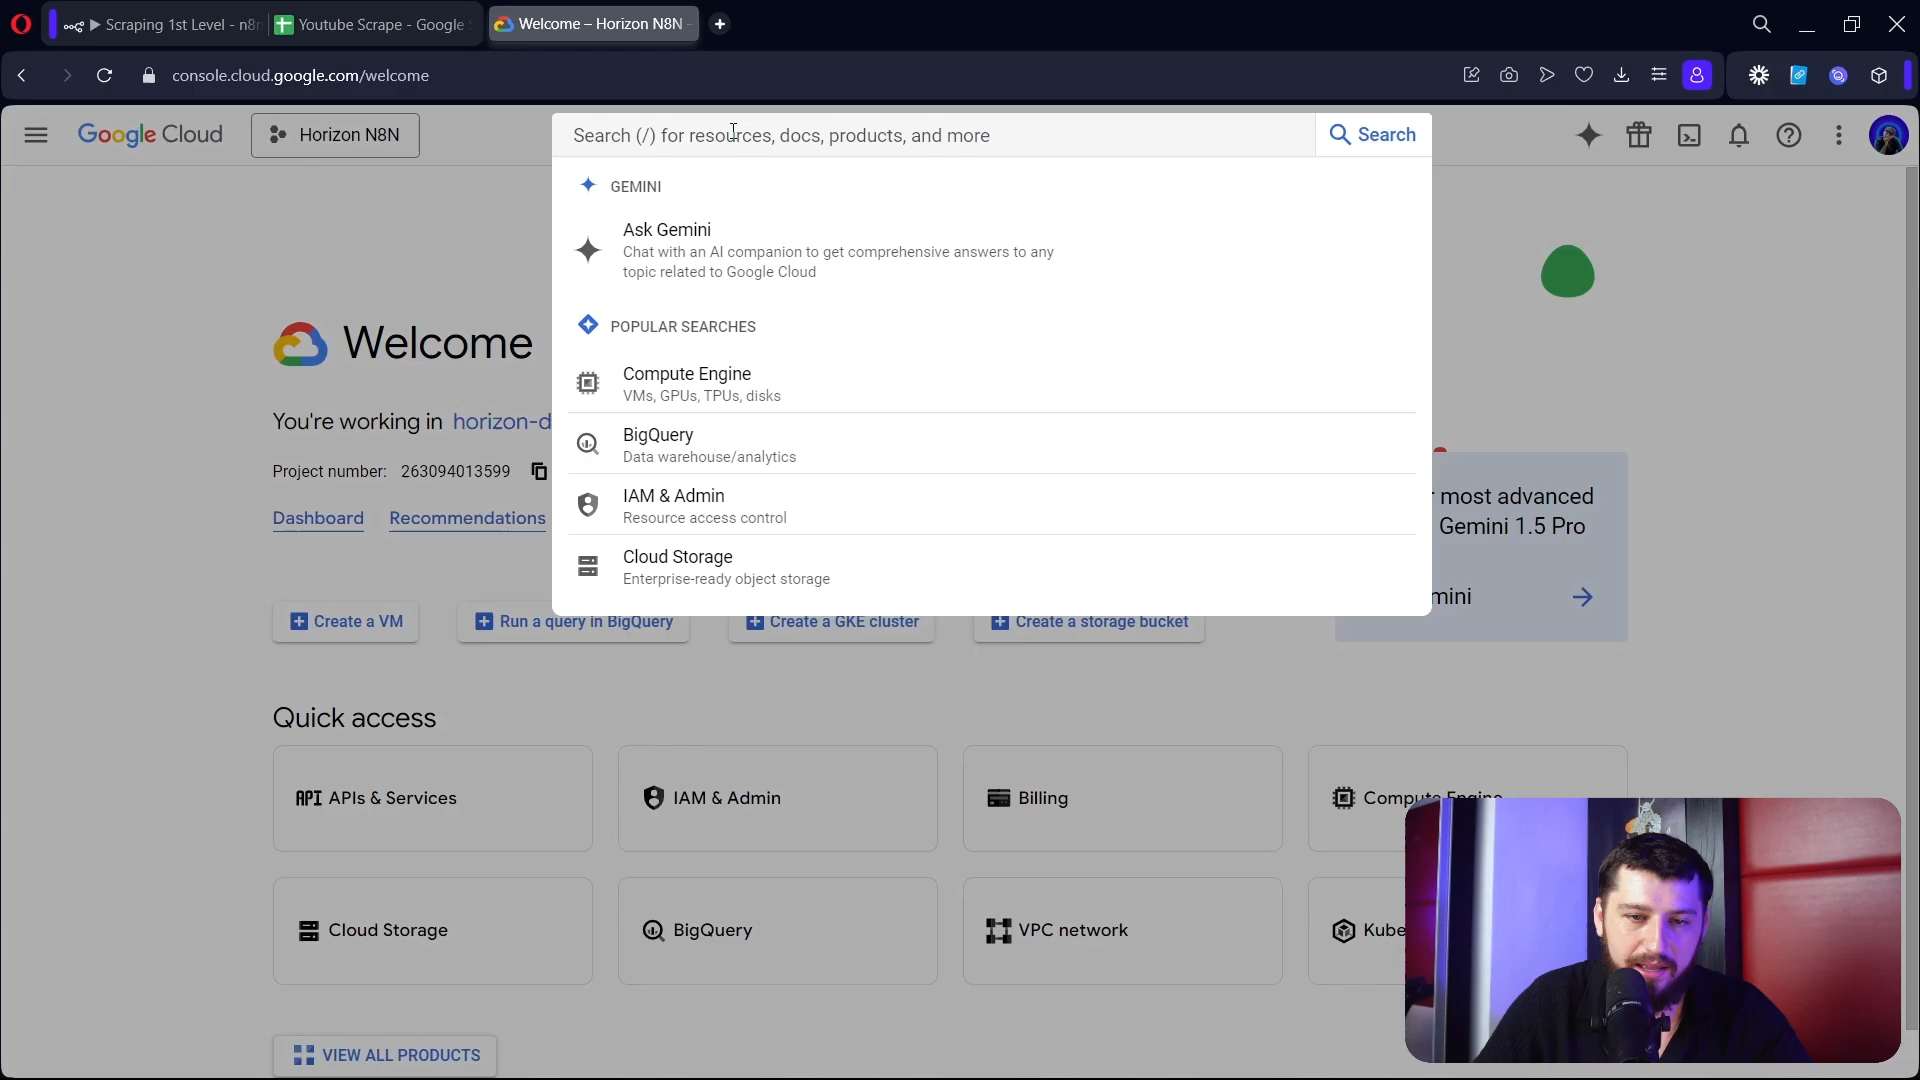 Scraping 1st Level - n8n
Youtube Scrape - Google S
Welcome – Horizon N8N -
console.cloud.google.com/welcome
Google Cloud
Horizon N8N
Search (/) for resources, docs, products, and more
Search
GEMINI
Ask Gemini
Chat with an AI companion to get comprehensive answers to any
topic related to Google Cloud
POPULAR SEARCHES
Compute Engine
VMs, GPUs, TPUs, disks
BigQuery
Data warehouse/analytics
IAM & Admin
Resource access control
Cloud Storage
Enterprise-ready object storage
Welcome
You're working in horizon-d
Project number: 263094013599
Dashboard
Recommendations
most advanced
Gemini 1.5 Pro
mini
Create a VM
Run a query in BigQuery
Create a GKE cluster
Create a storage bucket
Quick access
API APIs & Services
IAM & Admin
Billing
Compute Engine
Cloud Storage
BigQuery
VPC network
Kube
VIEW ALL PRODUCTS